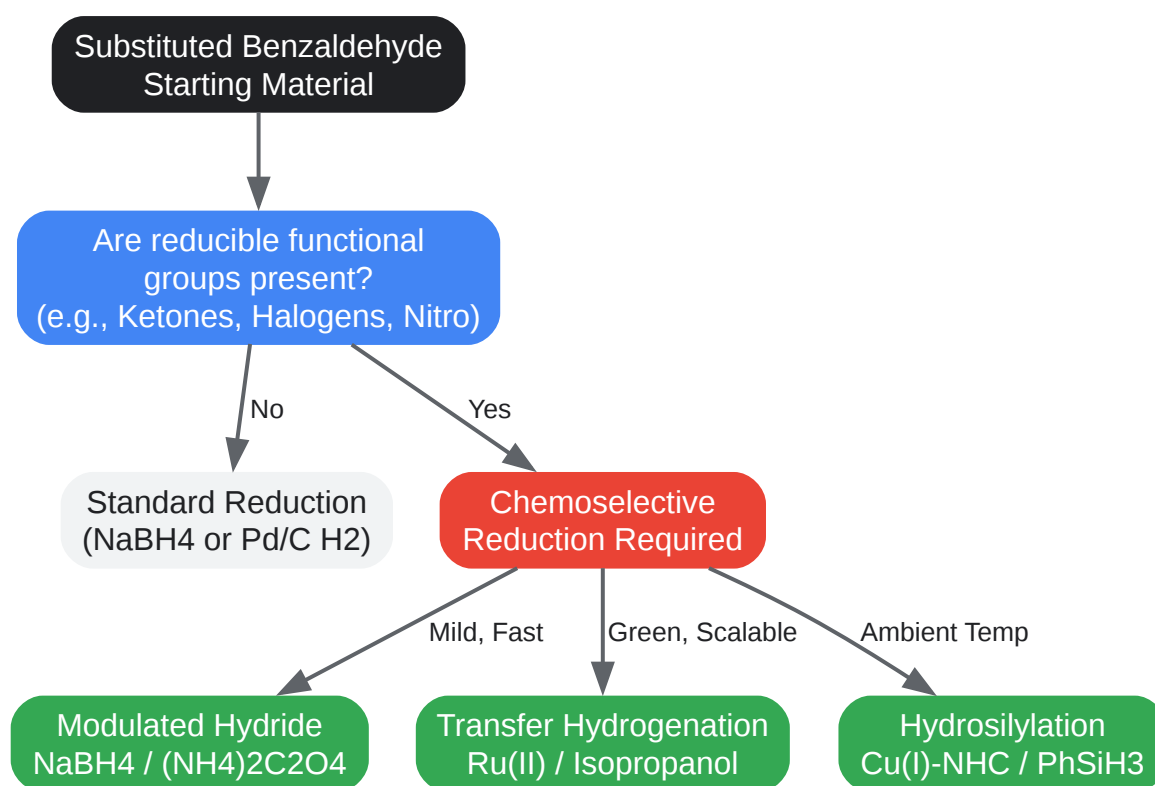 Substituted Benzaldehyde
Starting Material
Are reducible functional
groups present?
(e.g., Ketones, Halogens, Nitro)
No
Yes
Standard Reduction
(NaBH4 or Pd/C H2)
Chemoselective
Reduction Required
Mild, Fast
Green, Scalable
Ambient Temp
Modulated Hydride
NaBH4 / (NH4)2C2O4
Transfer Hydrogenation
Ru(II) / Isopropanol
Hydrosilylation
Cu(I)-NHC / PhSiH3